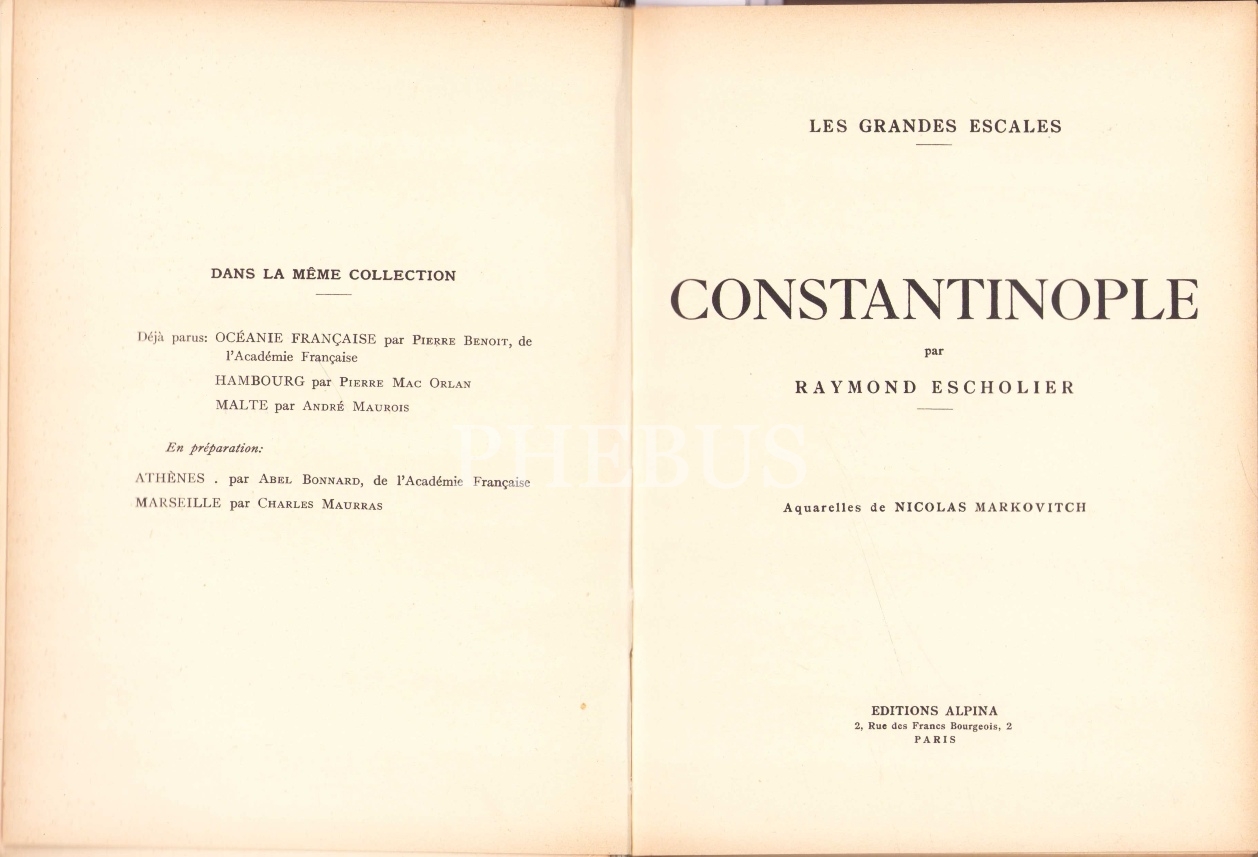 DANS LA MÊME COLLECTION
Déjà parus: OCÉANIE FRANÇAISE par PIERRE BENOIT, de
l'Académie Française
HAMBOURG par PIERRE MAC ORLAN
MALTE par ANDRÉ MAUROIS
En préparation:
ATHÈNES . par ABEL BONNARD, de l'Académie Française
MARSEILLE par CHARLES MAURRAS
LES GRANDES ESCALES
CONSTANTINOPLE
par
RAYMOND ESCHOLIER
Aquarelles de NICOLAS MARKOVITCH
EDITIONS ALPINA
2, Rue des Francs Bourgeois, 2
PARIS
PHEBUS